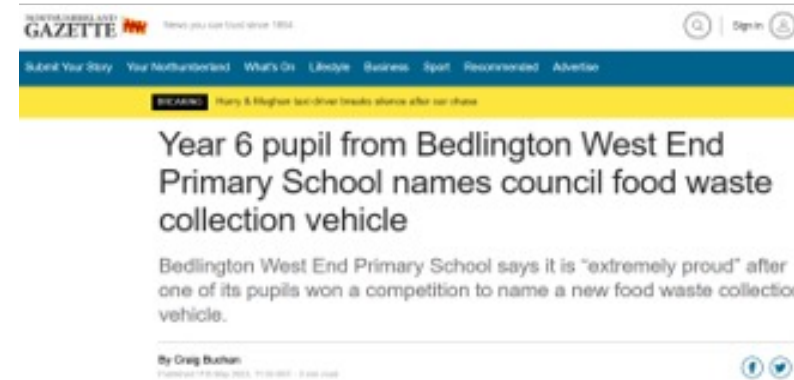 NORTHUMBERLAND
GAZETTE
News you can trust since 1854
Sign in
Submit Your Story Your Northumberland What's On Lifestyle Business Sport Recommended Advertise
BREAKING Harry & Meghan taxi driver breaks silence after car chase
Year 6 pupil from Bedlington West End
Primary School names council food waste
collection vehicle
Bedlington West End Primary School says it is “extremely proud” after
one of its pupils won a competition to name a new food waste collection
vehicle.
By Craig Buchan